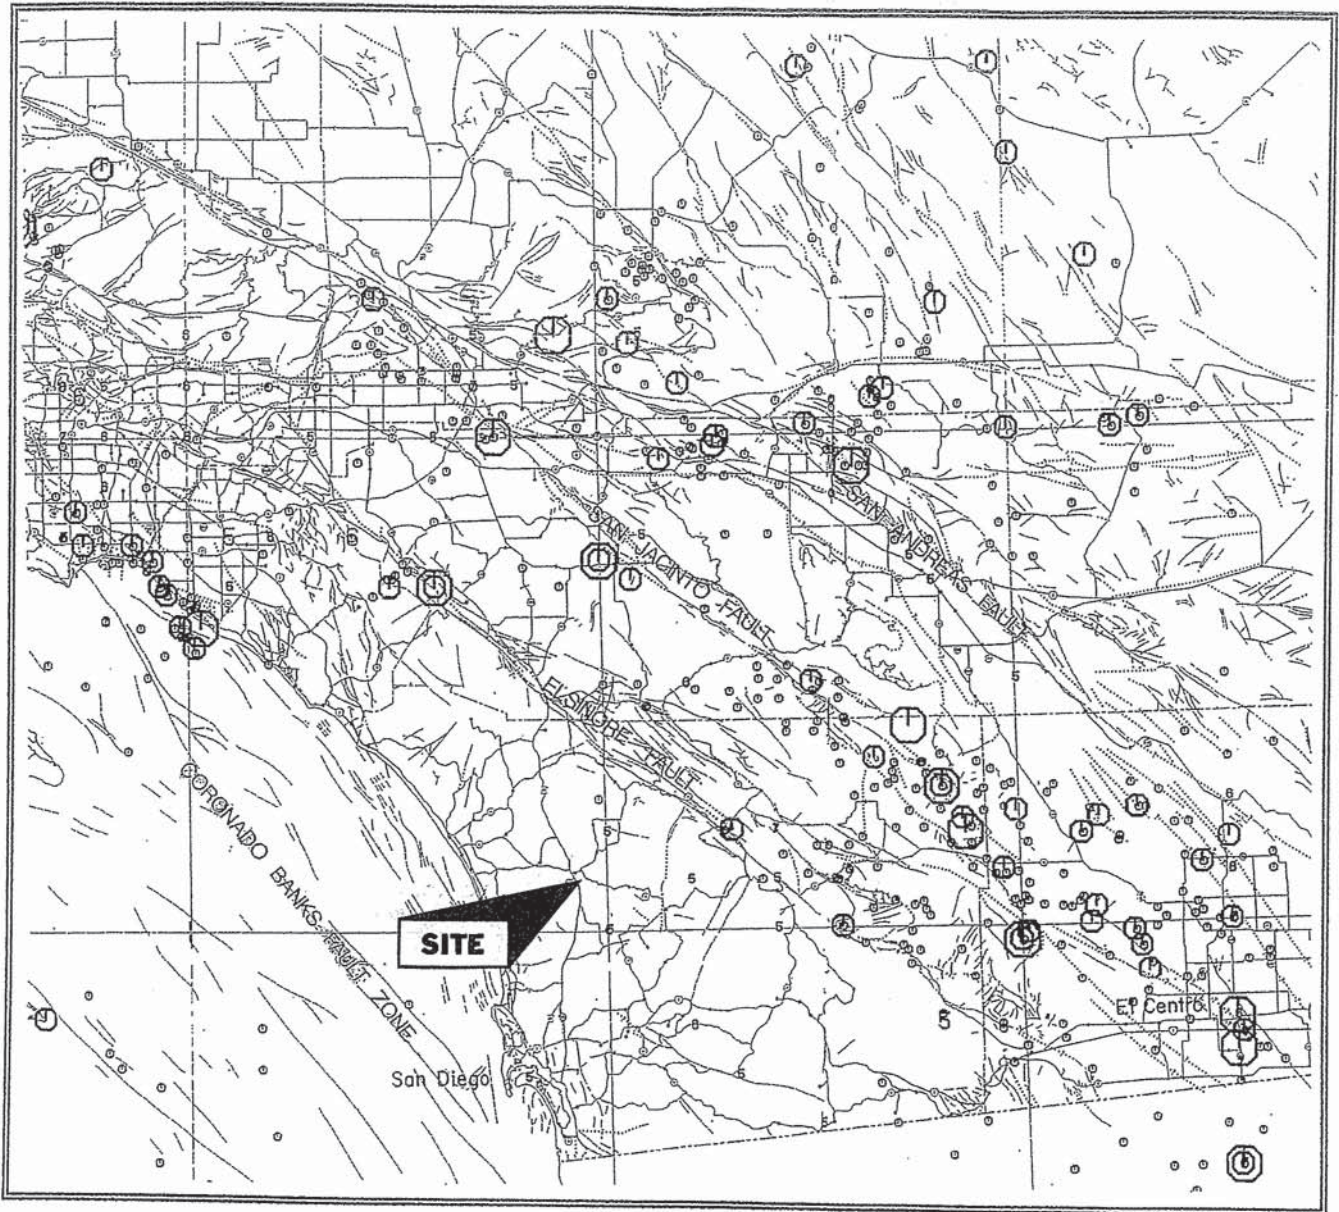 SAN JACINTO FAULT
SAN ANDREAS FAULT
ELSINORE FAULT
CORONADO BANKS FAULT ZONE
SITE
El Centro
San Diego